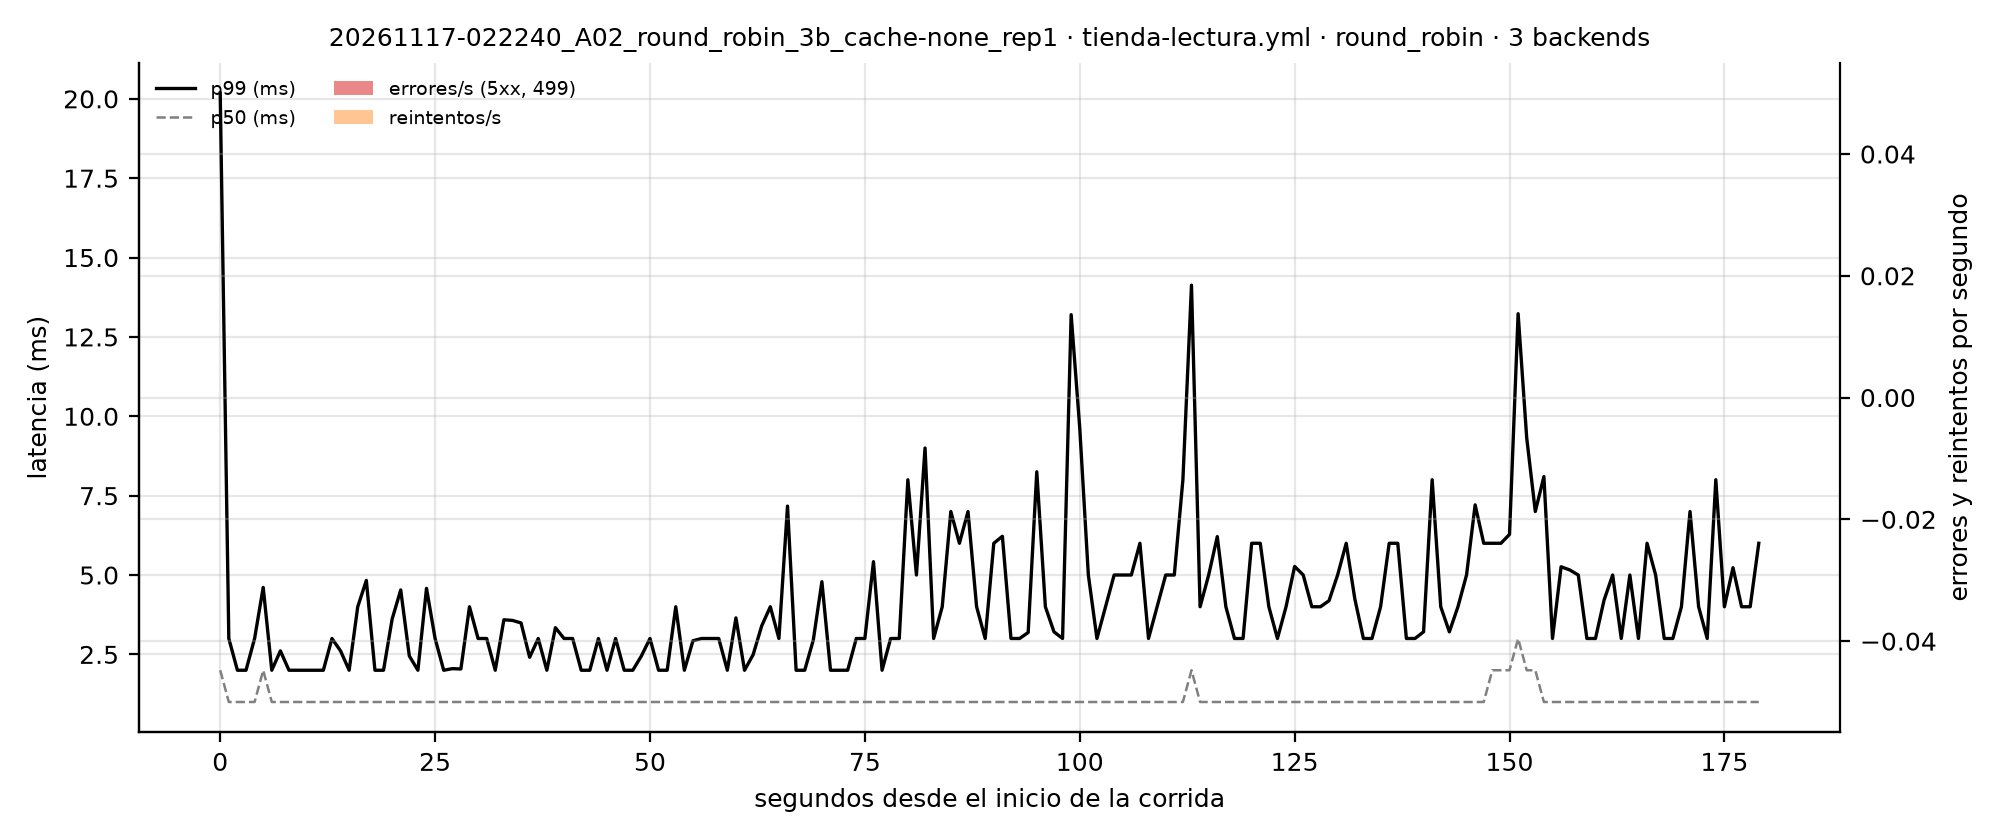 20261117-022240_A02_round_robin_3b_cache-none_rep1 · tienda-lectura.yml · round_robin · 3 backends
p99 (ms)
p50 (ms)
errores/s (5xx, 499)
reintentos/s
latencia (ms)
20.0
17.5
15.0
12.5
10.0
7.5
5.0
2.5
0.04
0.02
0.00
−0.02
−0.04
errores y reintentos por segundo
0
25
50
75
100
125
150
175
segundos desde el inicio de la corrida